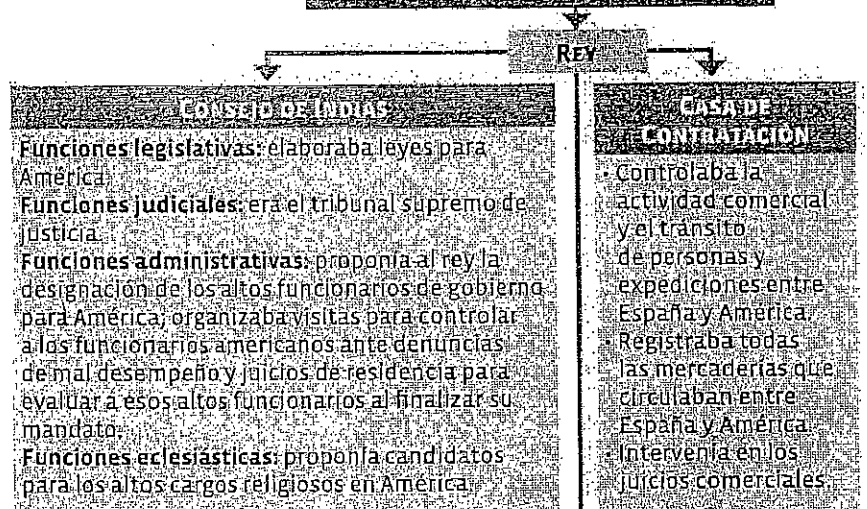 REY
CONSEJO DE INDIAS
Funciones legislativas: elaboraba leyes para
América.
Funciones judiciales: era el tribunal supremo de
justicia.
Funciones administrativas: proponía al rey la
designación de los altos funcionarios de gobierno
para América; organizaba visitas para controlar
a los funcionarios americanos ante denuncias
de mal desempeño y juicios de residencia para
evaluar a esos altos funcionarios al finalizar su
mandato.
Funciones eclesiásticas: proponía candidatos
para los altos cargos religiosos en América.
CASA DE
CONTRATACIÓN
· Controlaba la
actividad comercial
y el tránsito
de personas y
expediciones entre
España y América.
· Registraba todas
las mercaderías que
circulaban entre
España y América.
· Intervenía en los
juicios comerciales.